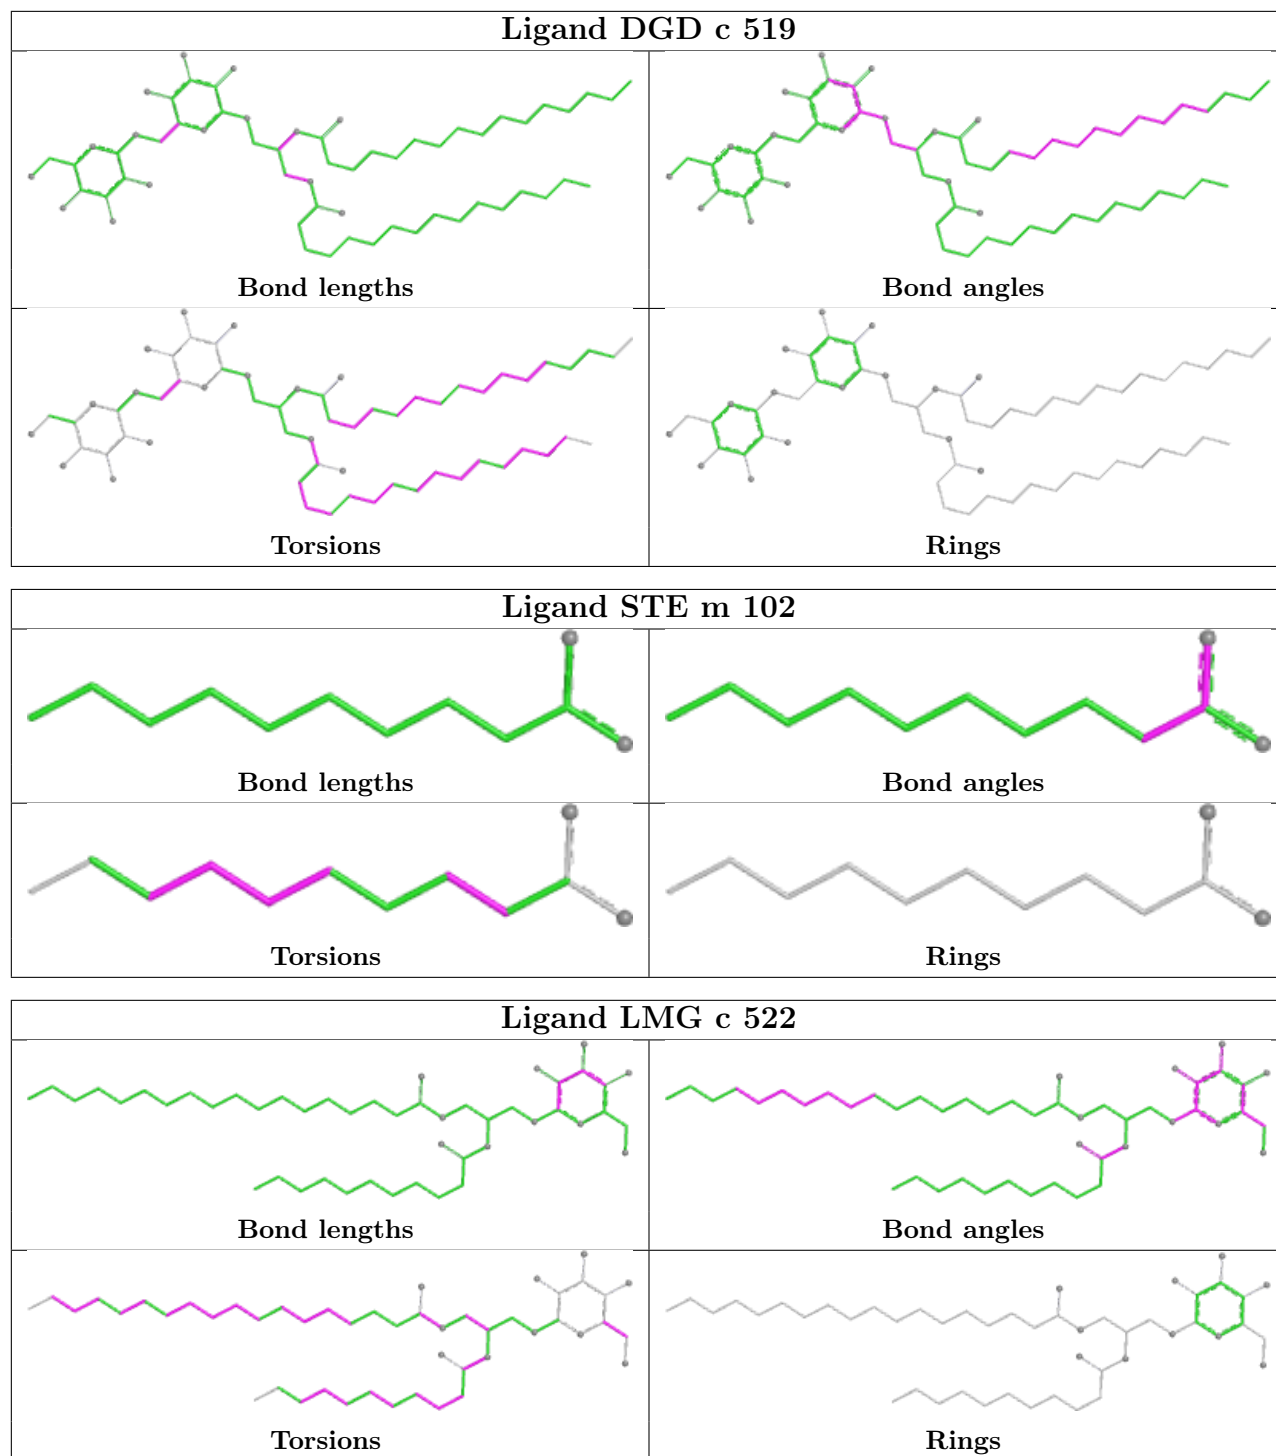 Ligand DGD c 519
Bond lengths
Bond angles
Torsions
Rings
Ligand STE m 102
Bond lengths
Bond angles
Torsions
Rings
Ligand LMG c 522
Bond lengths
Bond angles
Torsions
Rings